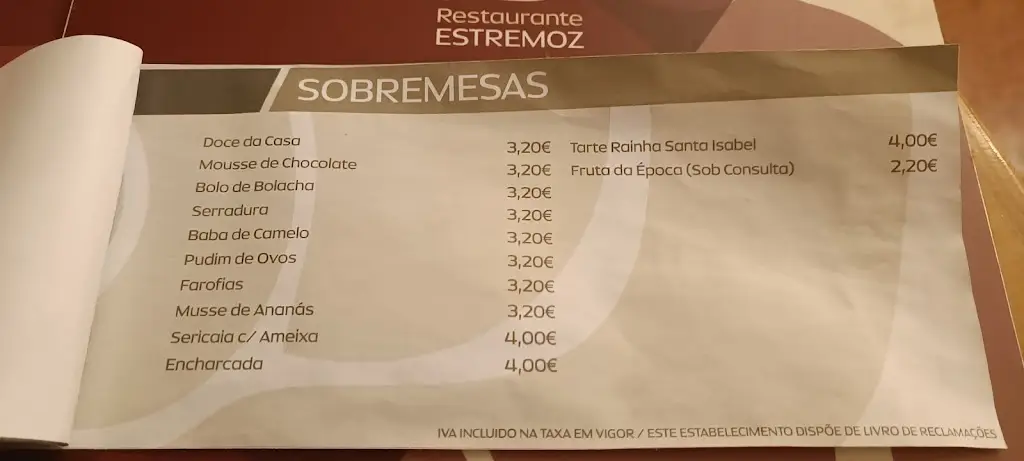 Restaurante
ESTREMOZ
SOBREMESAS
Doce da Casa 3,20€
Mousse de Chocolate 3,20€
Bolo de Bolacha 3,20€
Serradura 3,20€
Baba de Camelo 3,20€
Pudim de Ovos 3,20€
Farofias 3,20€
Musse de Ananás 3,20€
Sericaia c/ Ameixa 4,00€
Encharcada 4,00€
Tarte Rainha Santa Isabel 4,00€
Fruta da Época (Sob Consulta) 2,20€
IVA INCLUIDO NA TAXA EM VIGOR / ESTE ESTABELECIMENTO DISPÕE DE LIVRO DE RECLAMAÇÕES